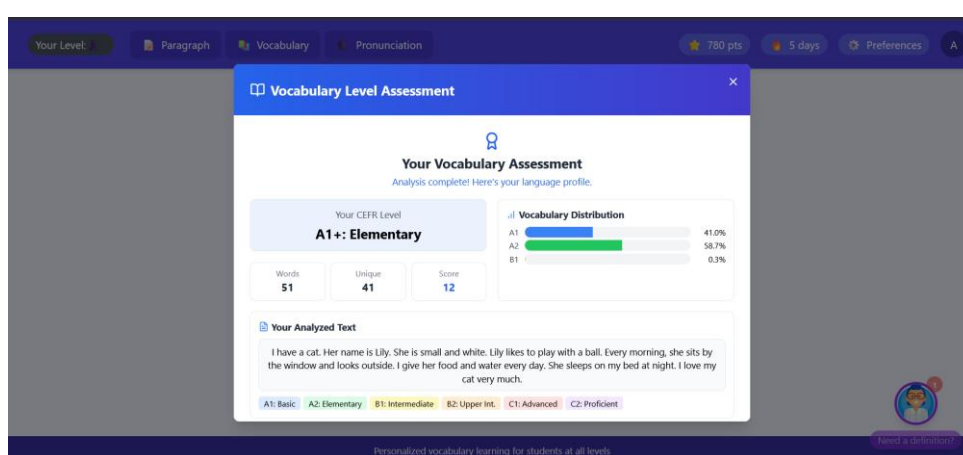 Your Level:
Paragraph
Vocabulary
Pronunciation
780 pts
5 days
Preferences
A
Vocabulary Level Assessment
×
Your Vocabulary Assessment
Analysis complete! Here's your language profile.
Your CEFR Level
A1+: Elementary
Words
51
Unique
41
Score
12
Vocabulary Distribution
A1 41.0%
A2 58.7%
B1 0.3%
Your Analyzed Text
I have a cat. Her name is Lily. She is small and white. Lily likes to play with a ball. Every morning, she sits by
the window and looks outside. I give her food and water every day. She sleeps on my bed at night. I love my
cat very much.
A1: Basic A2: Elementary B1: Intermediate B2: Upper Int. C1: Advanced C2: Proficient
1
Need a definition?
Personalized vocabulary learning for students at all levels